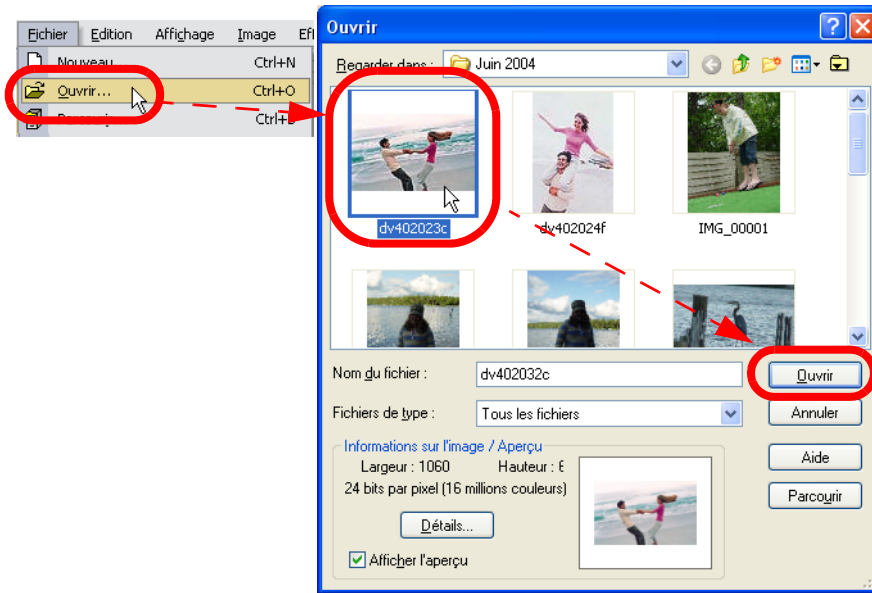 Fichier Edition Affichage Image Eff
Nouveau... Ctrl+N
Ouvrir... Ctrl+O
Ctrl+B
Ouvrir
Regarder dans : Juin 2004
dv402023c dv402024f IMG_00001
Nom du fichier : dv402032c Ouvrir
Fichiers de type : Tous les fichiers Annuler
Informations sur l'image / Aperçu
Largeur : 1060 Hauteur :
24 bits par pixel (16 millions couleurs)
Détails...
Afficher l'aperçu
Aide
Parcourir